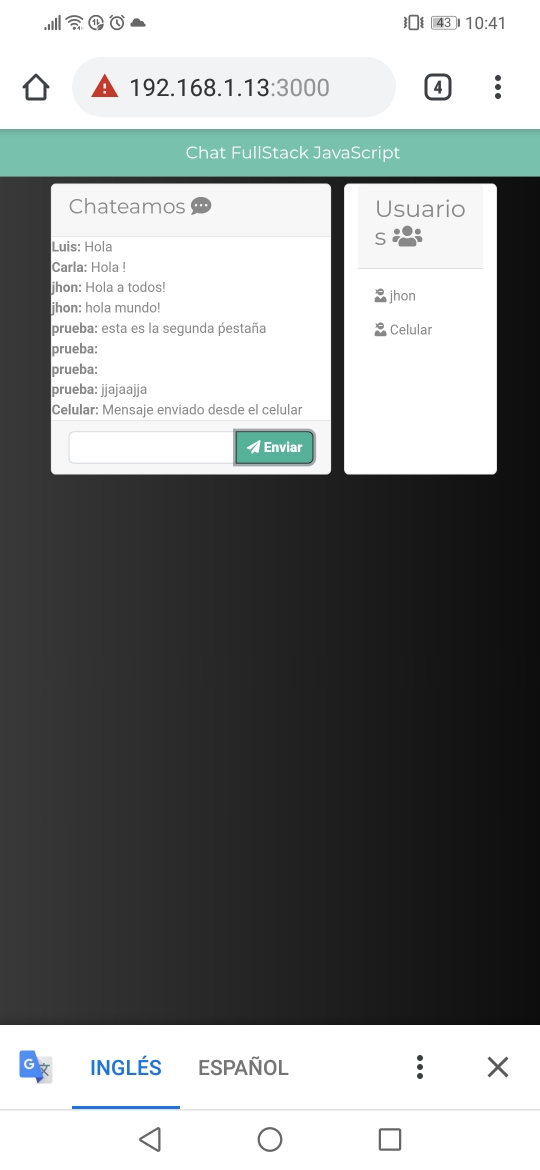 43 10:41
192.168.1.13:3000
4
Chat FullStack JavaScript
Chateamos
Luis: Hola
Carla: Hola !
jhon: Hola a todos!
jhon: hola mundo!
prueba: esta es la segunda ṕestaña
prueba:
prueba:
prueba: jjajaajja
Celular: Mensaje enviado desde el celular
Enviar
Usuario
s
jhon
Celular
INGLÉS ESPAÑOL